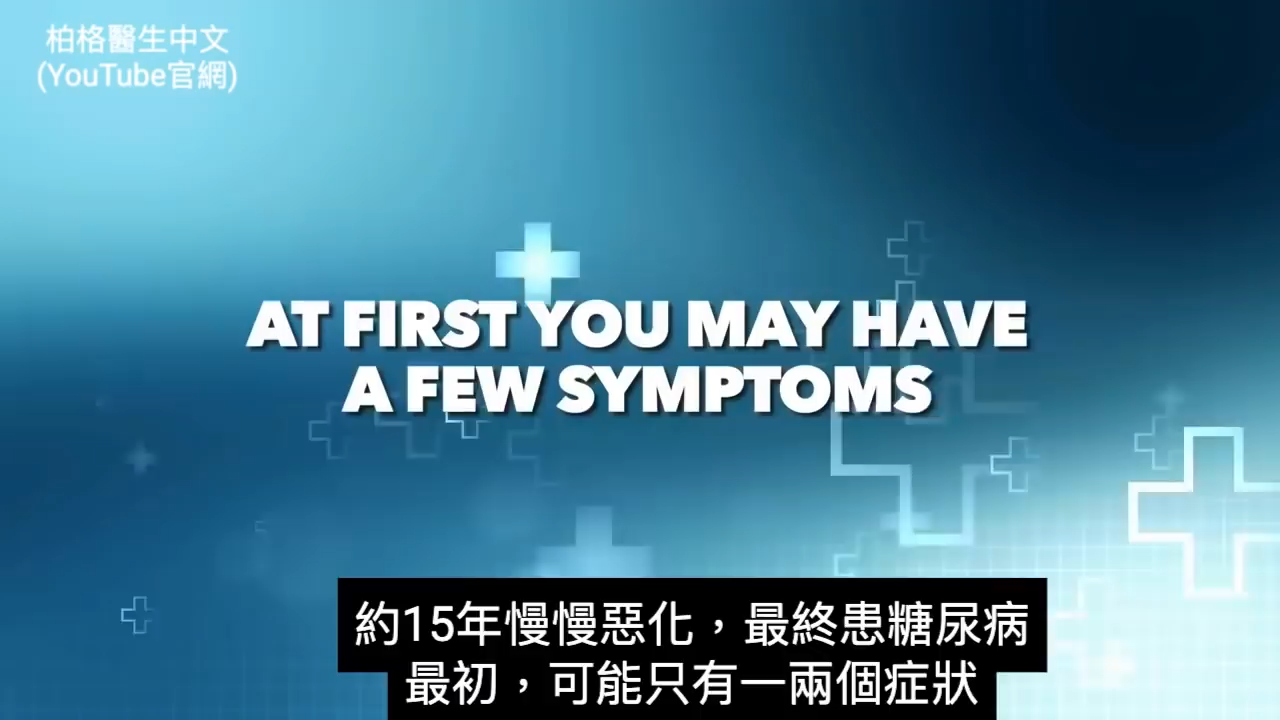 柏格醫生中文
(YouTube官網)
AT FIRST YOU MAY HAVE
A FEW SYMPTOMS
約15年慢慢惡化，最終患糖尿病
最初，可能只有一兩個症狀